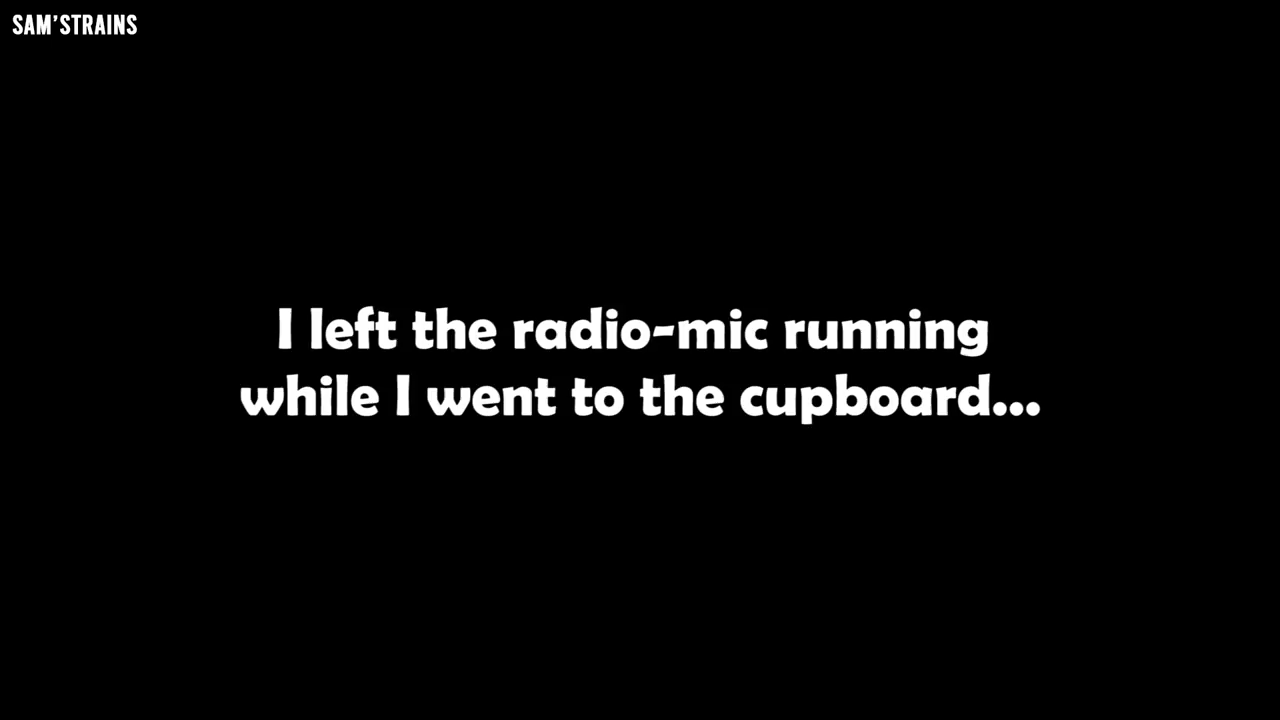 SAM'STRAINS
I left the radio-mic running
while I went to the cupboard...